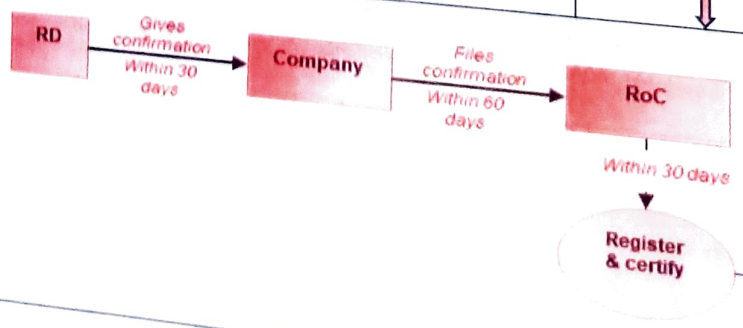 RD
Gives
confirmation
Within 30
days
Company
Files
confirmation
Within 60
days
RoC
Within 30 days
Register
& certify